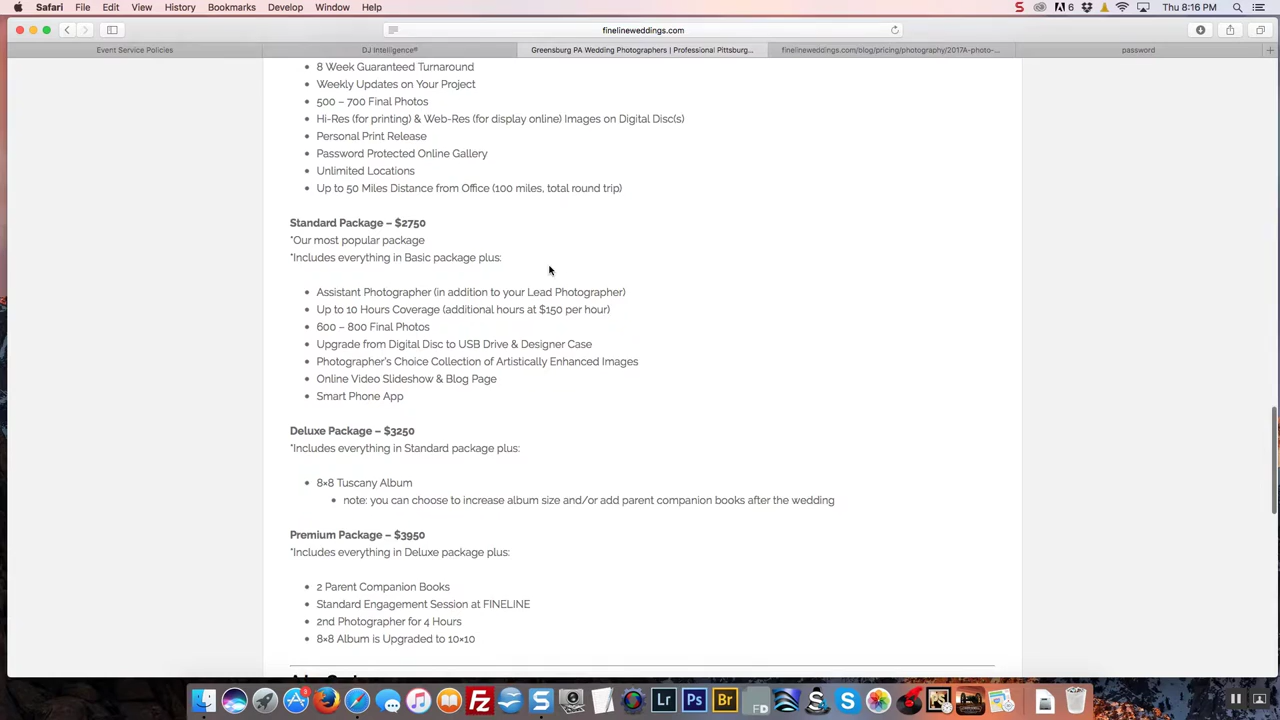 Safari File Edit View History Bookmarks Develop Window Help
6 Thu 8:16 PM
finelineweddings.com
Event Service Policies
DJ Intelligence®
Greensburg PA Wedding Photographers | Professional Pittsburg...
finelineweddings.com/blog/pricing/photography/2017A-photo-...
password
• 8 Week Guaranteed Turnaround
• Weekly Updates on Your Project
• 500 – 700 Final Photos
• Hi-Res (for printing) & Web-Res (for display online) Images on Digital Disc(s)
• Personal Print Release
• Password Protected Online Gallery
• Unlimited Locations
• Up to 50 Miles Distance from Office (100 miles, total round trip)
Standard Package – $2750
*Our most popular package
*Includes everything in Basic package plus:
• Assistant Photographer (in addition to your Lead Photographer)
• Up to 10 Hours Coverage (additional hours at $150 per hour)
• 600 – 800 Final Photos
• Upgrade from Digital Disc to USB Drive & Designer Case
• Photographer's Choice Collection of Artistically Enhanced Images
• Online Video Slideshow & Blog Page
• Smart Phone App
Deluxe Package – $3250
*Includes everything in Standard package plus:
• 8×8 Tuscany Album
• note: you can choose to increase album size and/or add parent companion books after the wedding
Premium Package – $3950
*Includes everything in Deluxe package plus:
• 2 Parent Companion Books
• Standard Engagement Session at FINELINE
• 2nd Photographer for 4 Hours
• 8×8 Album is Upgraded to 10×10
Fz S Lr Ps Br FD S